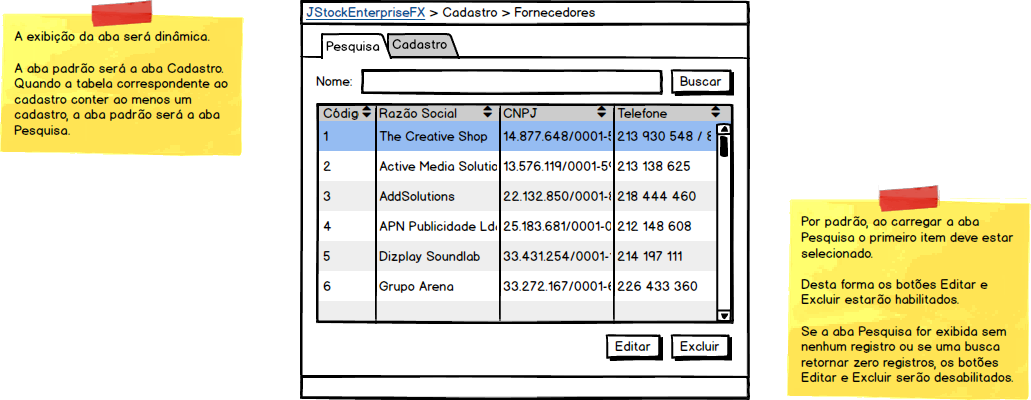 A exibição da aba será dinâmica.
A aba padrão será a aba Cadastro.
Quando a tabela correspondente ao
cadastro conter ao menos um
cadastro, a aba padrão será a aba
Pesquisa.
JStockEnterpriseFX > Cadastro > Fornecedores
Pesquisa Cadastro
Nome: Buscar
Códig Razão Social CNPJ Telefone
1 The Creative Shop 14.877.648/0001-5 213 930 548 / 8
2 Active Media Solutio 13.576.119/0001-59 213 138 625
3 AddSolutions 22.132.850/0001-8 218 444 460
4 APN Publicidade Lda 25.183.681/0001-0 212 148 608
5 Dizplay Soundlab 33.431.254/0001- 214 197 111
6 Grupo Arena 33.272.167/0001-6 226 433 360
Editar Excluir
Por padrão, ao carregar a aba
Pesquisa o primeiro item deve estar
selecionado.
Desta forma os botões Editar e
Excluir estarão habilitados.
Se a aba Pesquisa for exibida sem
nenhum registro ou se uma busca
retornar zero registros, os botões
Editar e Excluir serão desabilitados.